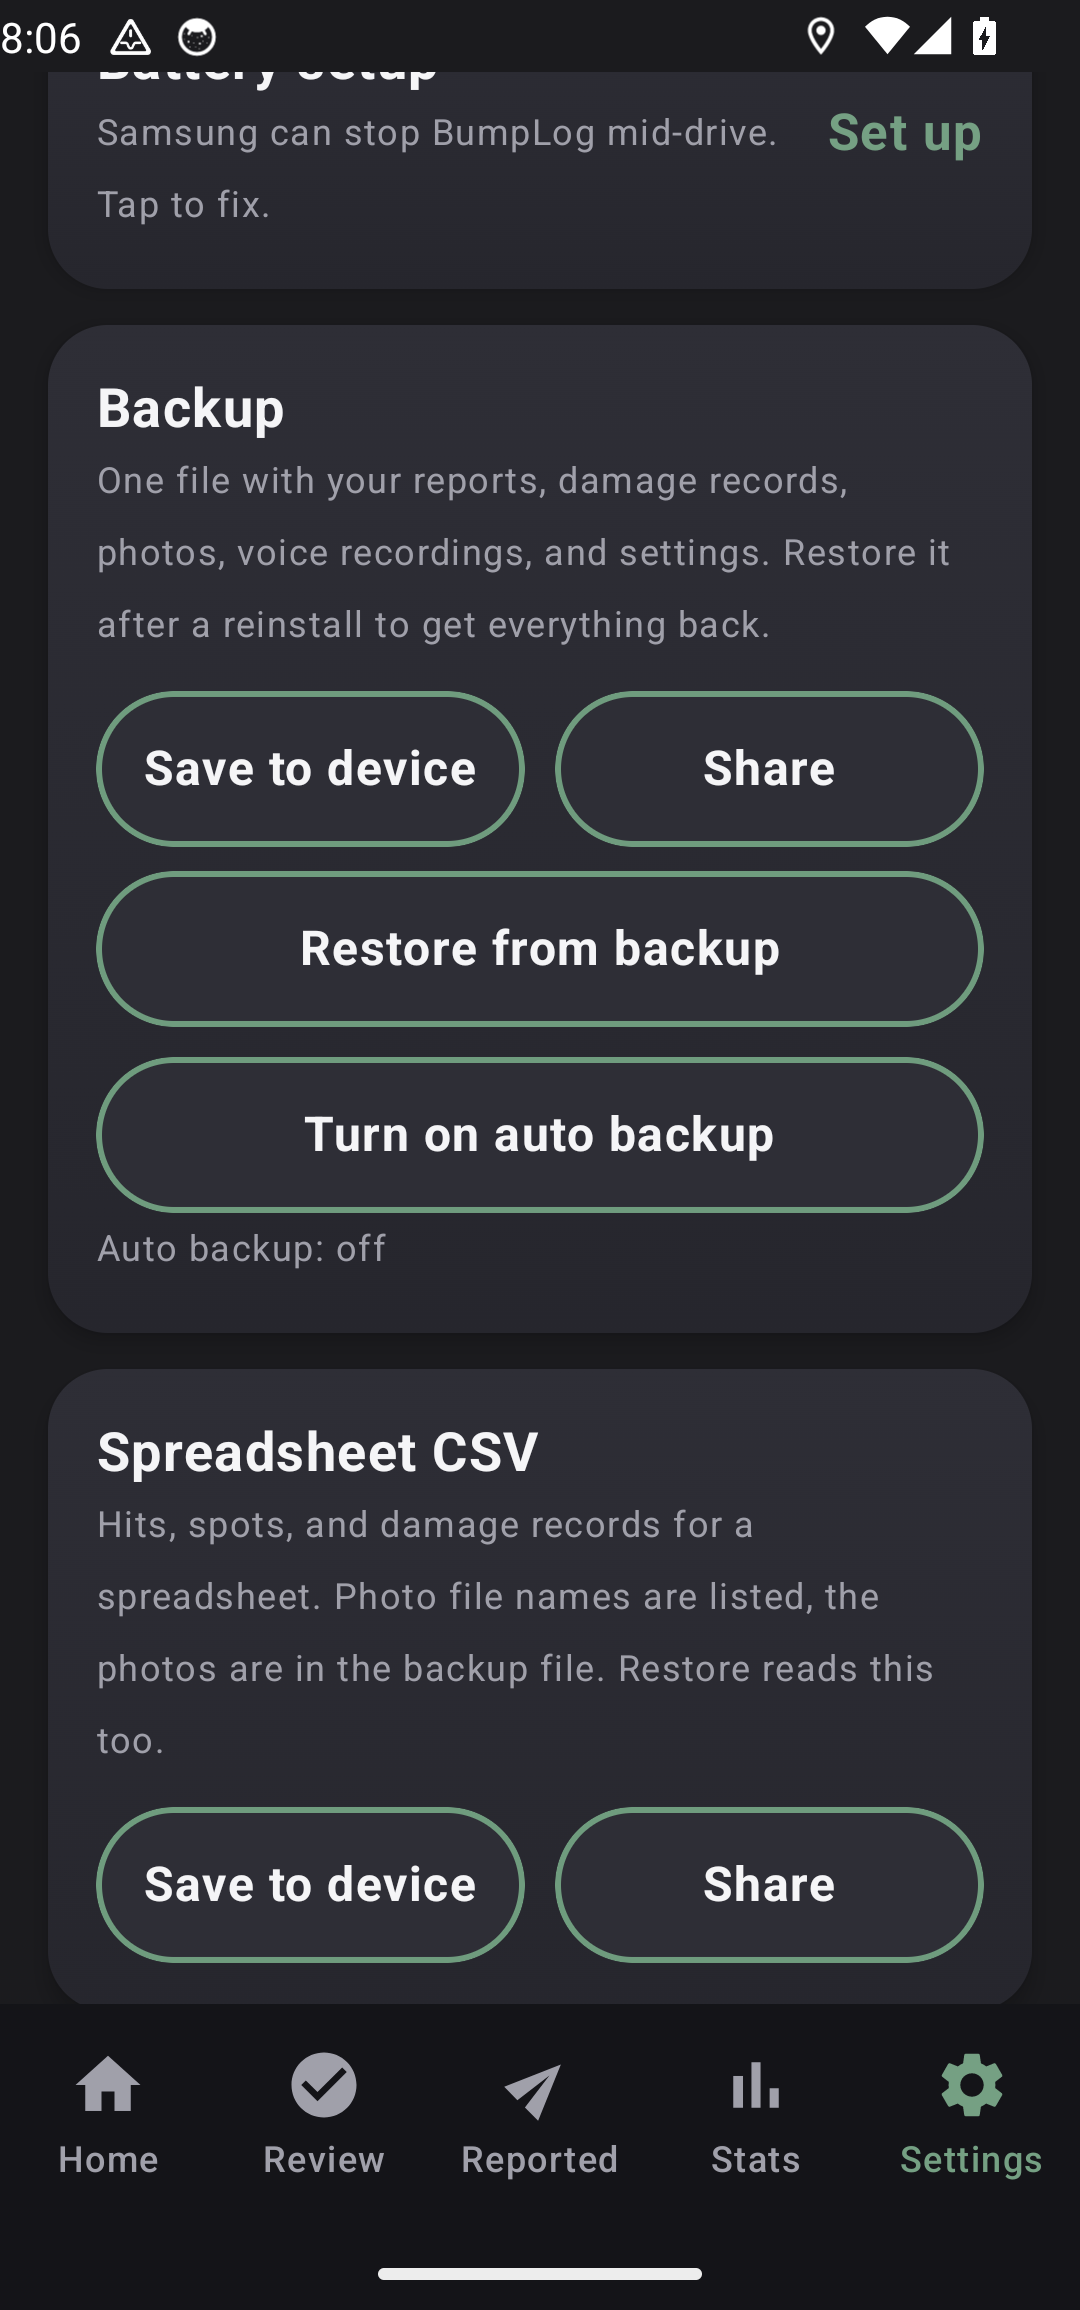 8:06
Battery setup
Samsung can stop BumpLog mid-drive.
Tap to fix.
Set up
Backup
One file with your reports, damage records,
photos, voice recordings, and settings. Restore it
after a reinstall to get everything back.
Save to device
Share
Restore from backup
Turn on auto backup
Auto backup: off
Spreadsheet CSV
Hits, spots, and damage records for a
spreadsheet. Photo file names are listed, the
photos are in the backup file. Restore reads this
too.
Save to device
Share
Home
Review
Reported
Stats
Settings